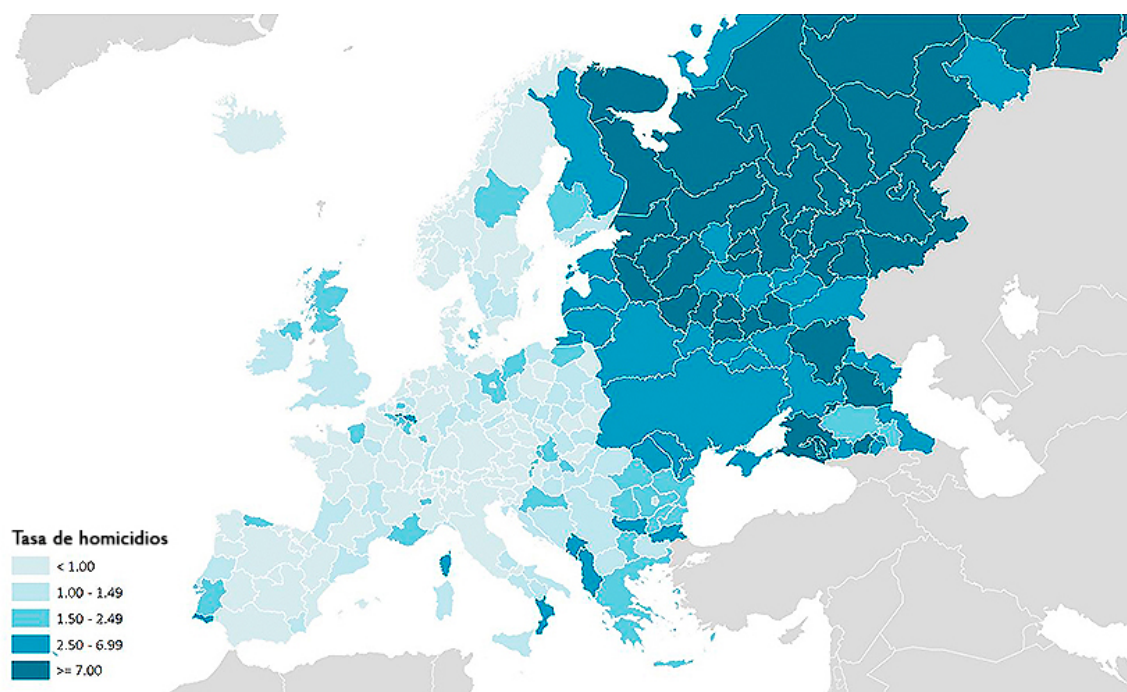 Tasa de homicidios
< 1.00
1.00 - 1.49
1.50 - 2.49
2.50 - 6.99
>= 7.00